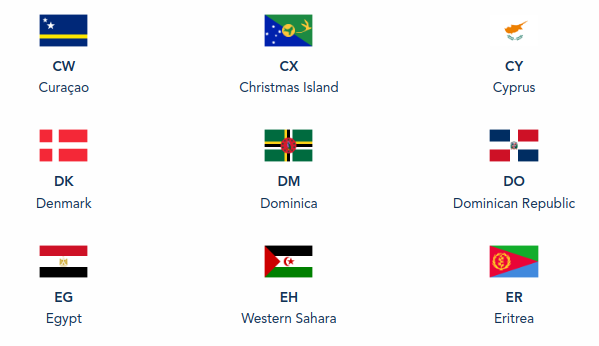 CW
CX
CY
Curaçao
Christmas Island
Cyprus
DK
DM
DO
Denmark
Dominica
Dominican Republic
EG
EH
ER
Egypt
Western Sahara
Eritrea